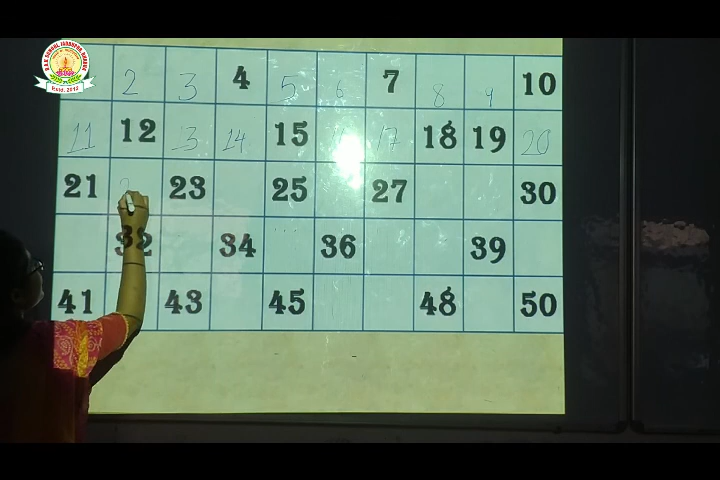 2 3 4 5 6 7 8 9 10
11 12 3 14 15 17 18 19 20
21 23 25 27 30
32 34 36 39
41 43 45 48 50
Estd. 2012